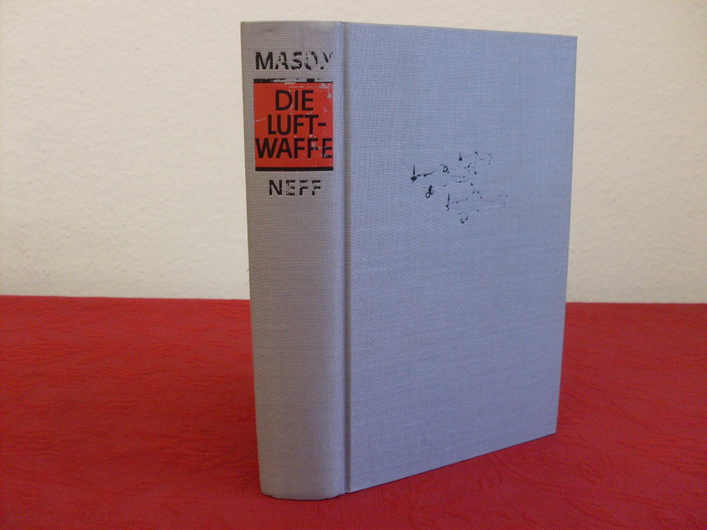 MASON
DIE
LUFT-
WAFFE
NEFF